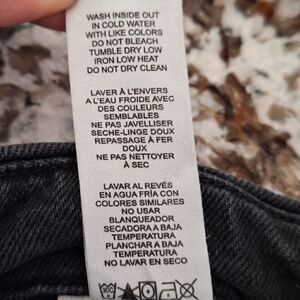 WASH INSIDE OUT
IN COLD WATER
WITH LIKE COLORS
DO NOT BLEACH
TUMBLE DRY LOW
IRON LOW HEAT
DO NOT DRY CLEAN
LAVER À L'ENVERS
A L'EAU FROIDE AVEC
DES COULEURS
SEMBLABLES
NE PAS JAVELLISER
SECHE-LINGE DOUX
REPASSAGE À FER
DOUX
NE PAS NETTOYER
À SEC
LAVAR AL REVÉS
EN AGUA FRÍA CON
COLORES SIMILARES
NO USAR
BLANQUEADOR
SECADORA A BAJA
TEMPERATURA
PLANCHAR A BAJA
TEMPERATURA
NO LAVAR EN SECO